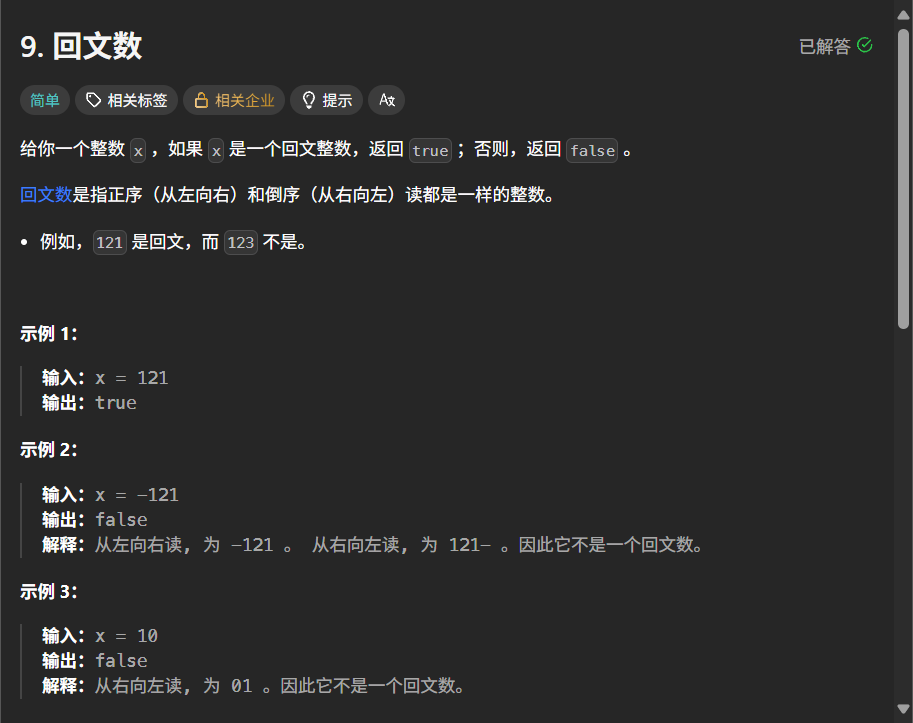 9. 回文数
已解答
简单 相关标签 相关企业 提示 Ax
给你一个整数 x ，如果 x 是一个回文整数，返回 true ；否则，返回 false 。
回文数是指正序（从左向右）和倒序（从右向左）读都是一样的整数。
• 例如，121 是回文，而 123 不是。
示例 1：
输入：x = 121
输出：true
示例 2：
输入：x = -121
输出：false
解释：从左向右读, 为 -121 。 从右向左读, 为 121- 。因此它不是一个回文数。
示例 3：
输入：x = 10
输出：false
解释：从右向左读, 为 01 。因此它不是一个回文数。